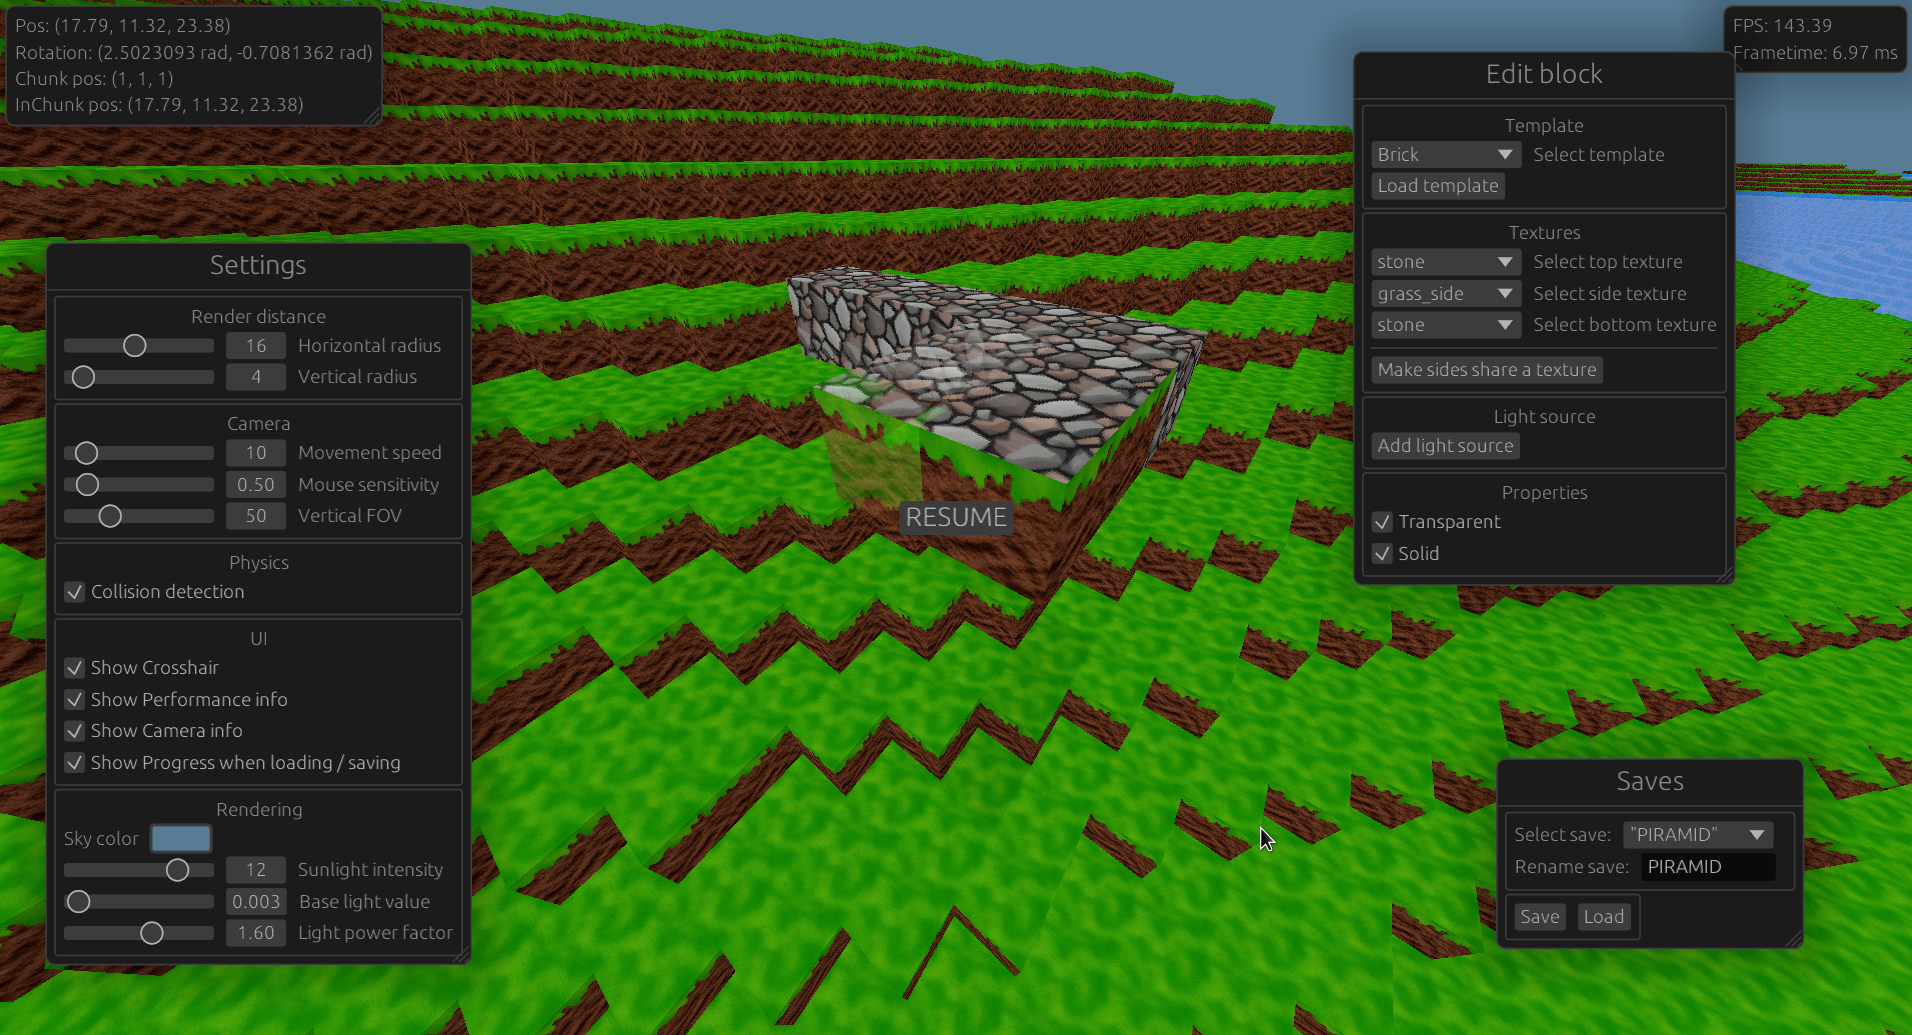 Pos: (17.79, 11.32, 23.38)
Rotation: (2.5023093 rad, -0.7081362 rad)
Chunk pos: (1, 1, 1)
InChunk pos: (17.79, 11.32, 23.38)
FPS: 143.39
Frametime: 6.97 ms
Settings
Render distance
16 Horizontal radius
4 Vertical radius
Camera
10 Movement speed
0.50 Mouse sensitivity
50 Vertical FOV
Physics
Collision detection
UI
Show Crosshair
Show Performance info
Show Camera info
Show Progress when loading / saving
Rendering
Sky color
12 Sunlight intensity
0.003 Base light value
1.60 Light power factor
RESUME
Edit block
Template
Brick Select template
Load template
Textures
stone Select top texture
grass_side Select side texture
stone Select bottom texture
Make sides share a texture
Light source
Add light source
Properties
Transparent
Solid
Saves
Select save: "PIRAMID"
Rename save: PIRAMID
Save Load